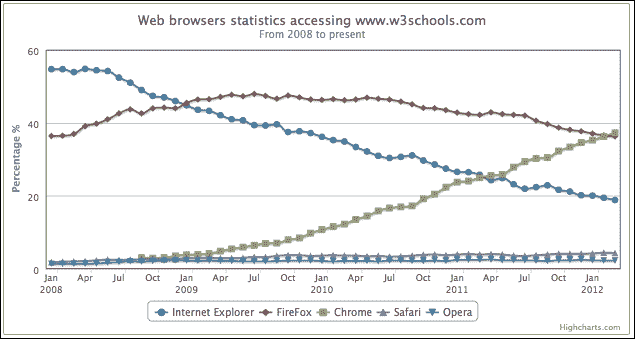 Web browsers statistics accessing www.w3schools.com
From 2008 to present
Percentage %
60
40
20
0
Jan 2008 Apr Jul Oct Jan 2009 Apr Jul Oct Jan 2010 Apr Jul Oct Jan 2011 Apr Jul Oct Jan 2012
Internet Explorer FireFox Chrome Safari Opera
Highcharts.com